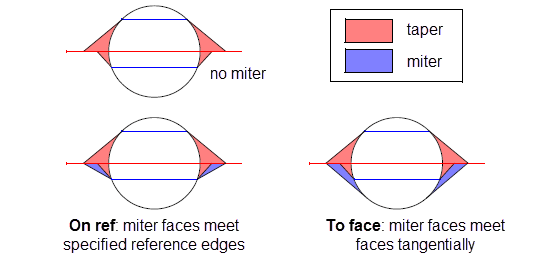 taper
miter
no miter
On ref: miter faces meet
specified reference edges
To face: miter faces meet
faces tangentially